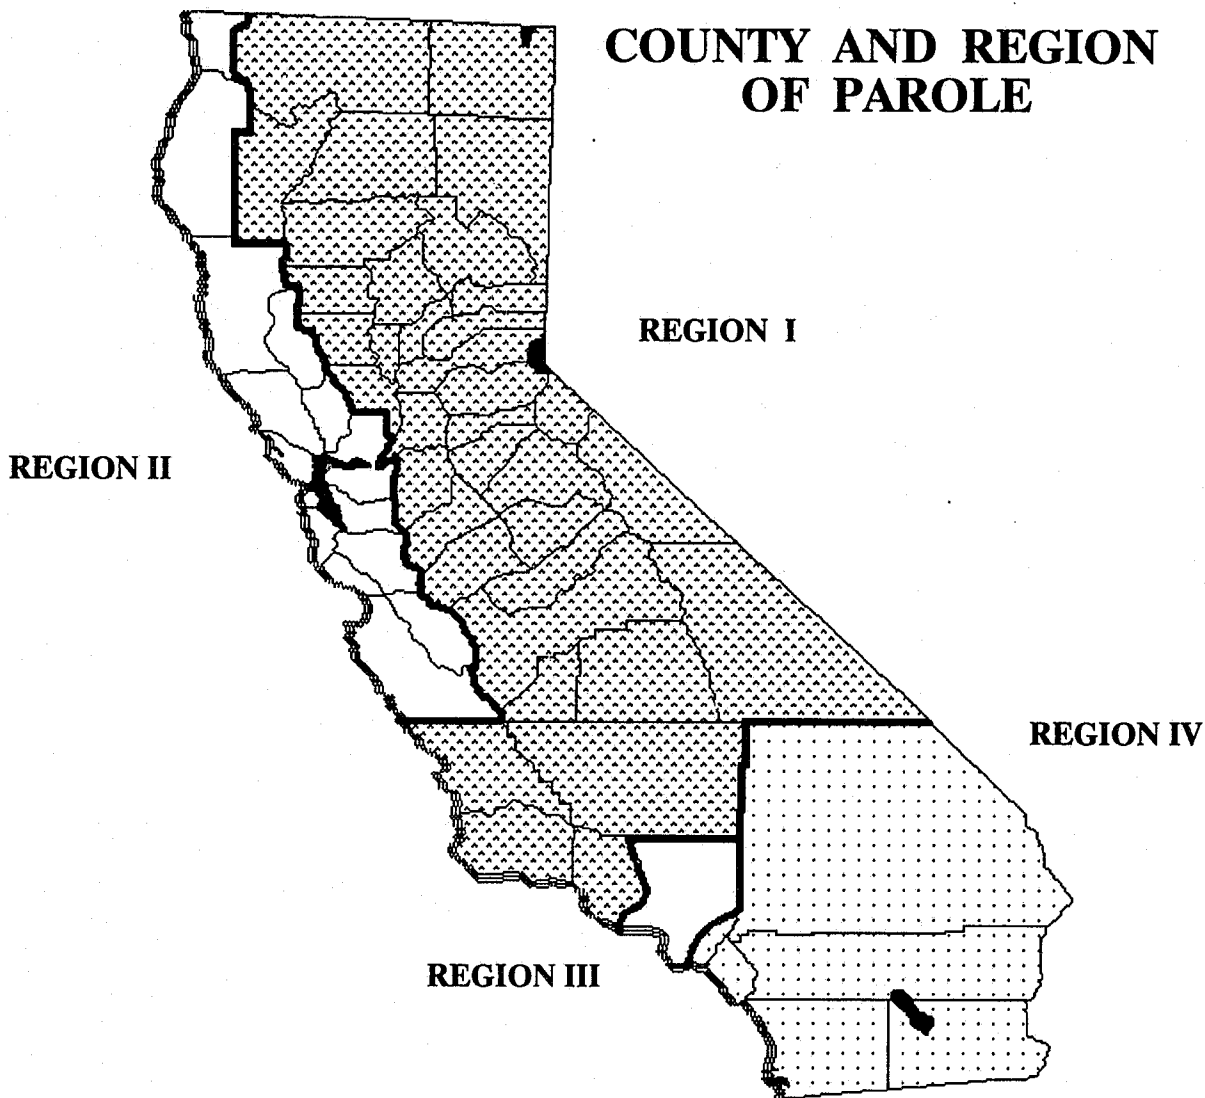 COUNTY AND REGION
OF PAROLE
REGION I
REGION II
REGION IV
REGION III